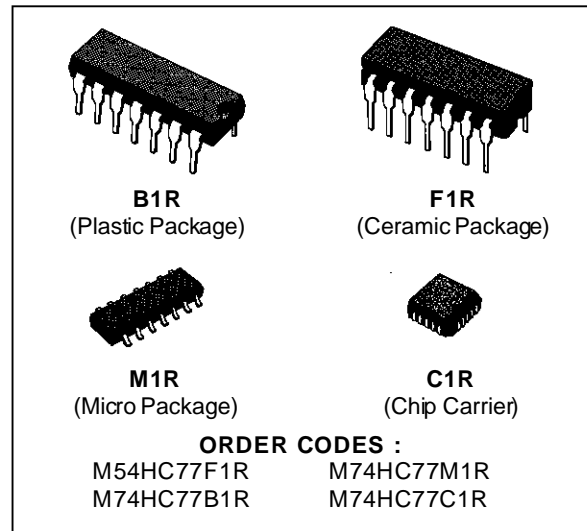 B1R
(Plastic Package)
F1R
(Ceramic Package)
M1R
(Micro Package)
C1R
(Chip Carrier)
ORDER CODES :
M54HC77F1R M74HC77M1R
M74HC77B1R M74HC77C1R